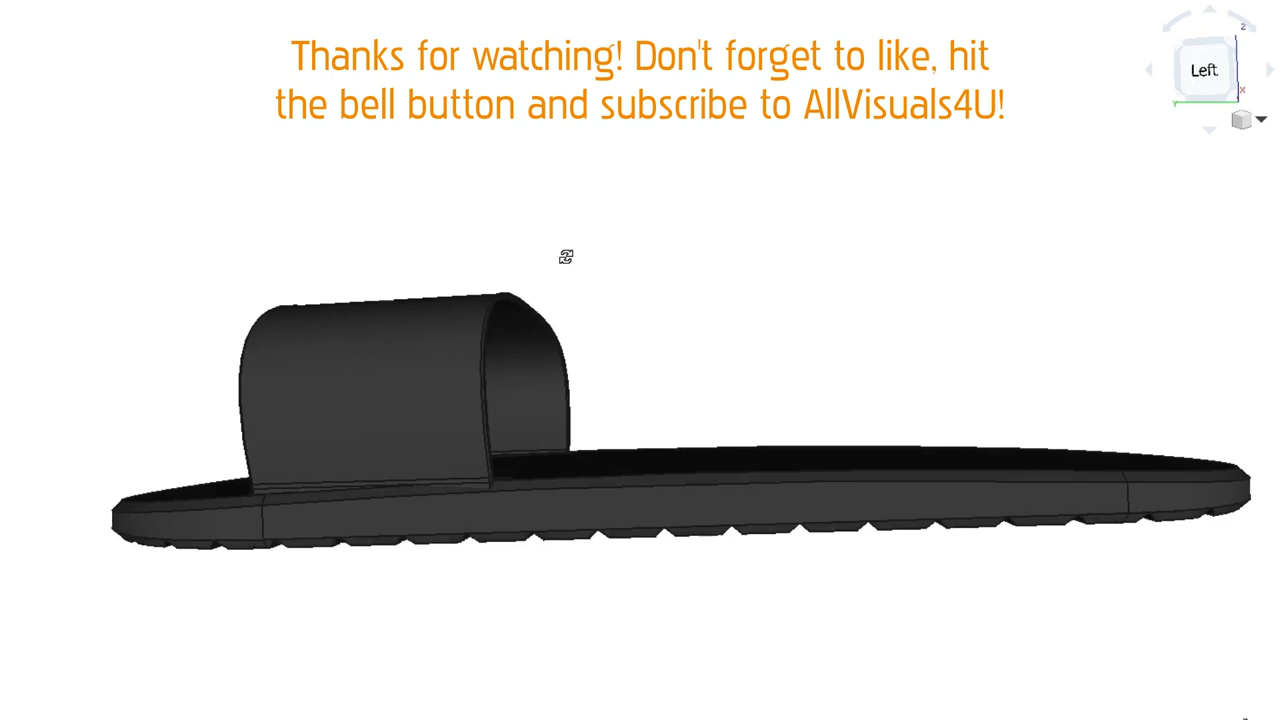 Thanks for watching! Don't forget to like, hit
the bell button and subscribe to AllVisuals4U!
Z
Left
X
Y